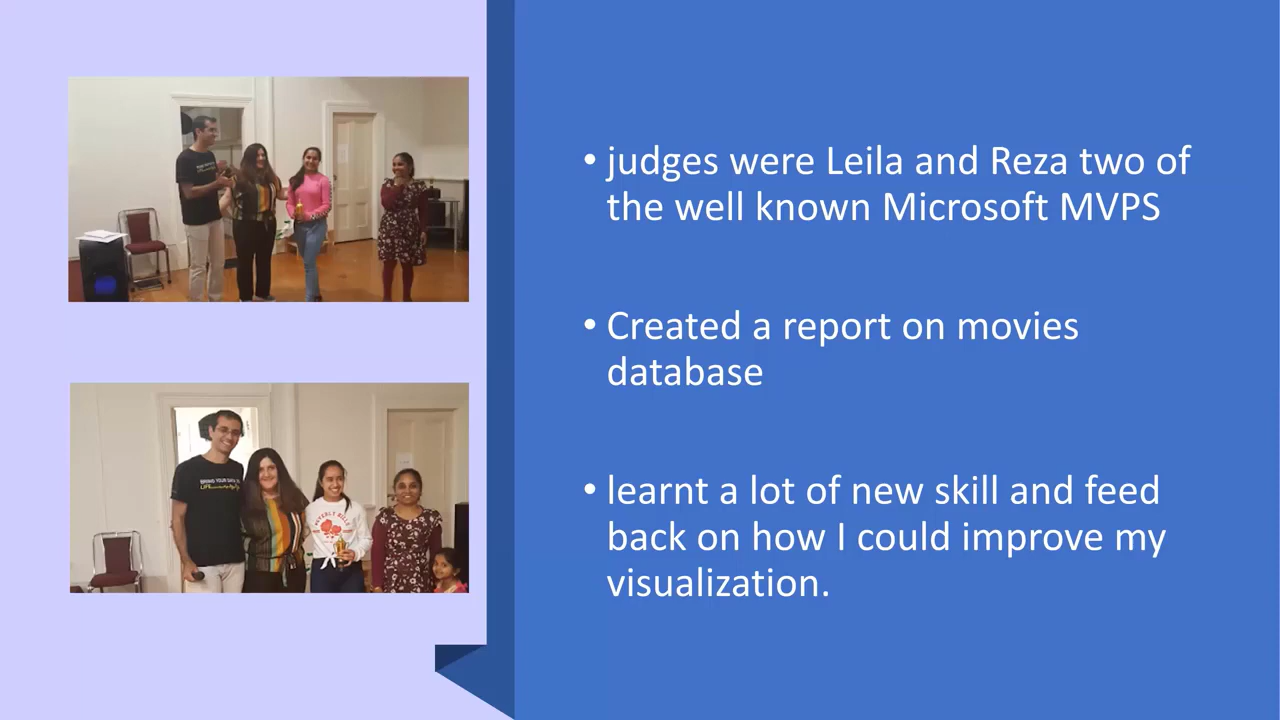 • judges were Leila and Reza two of
the well known Microsoft MVPS
• Created a report on movies
database
• learnt a lot of new skill and feed
back on how I could improve my
visualization.